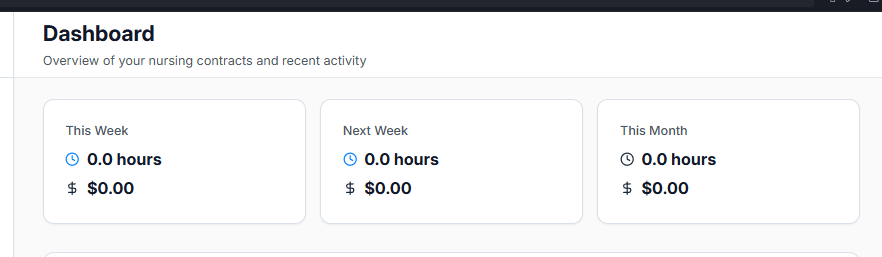 Dashboard
Overview of your nursing contracts and recent activity
This Week
0.0 hours
$ $0.00
Next Week
0.0 hours
$ $0.00
This Month
0.0 hours
$ $0.00